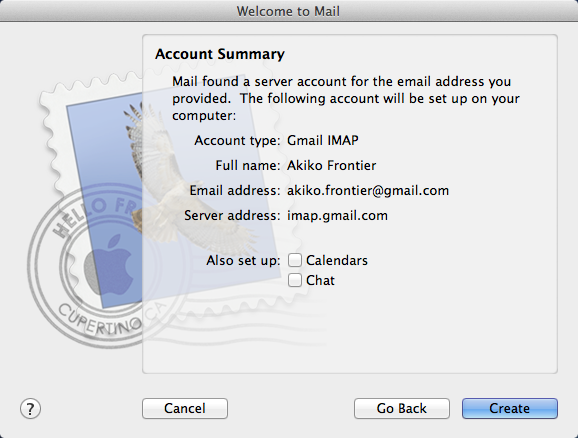 Welcome to Mail
Account Summary
Mail found a server account for the email address you
provided.  The following account will be set up on your
computer:
Account type: Gmail IMAP
Full name: Akiko Frontier
Email address: akiko.frontier@gmail.com
Server address: imap.gmail.com
Also set up: Calendars
Chat
HELLO FR
CUPERTINO CA
?
Cancel
Go Back
Create